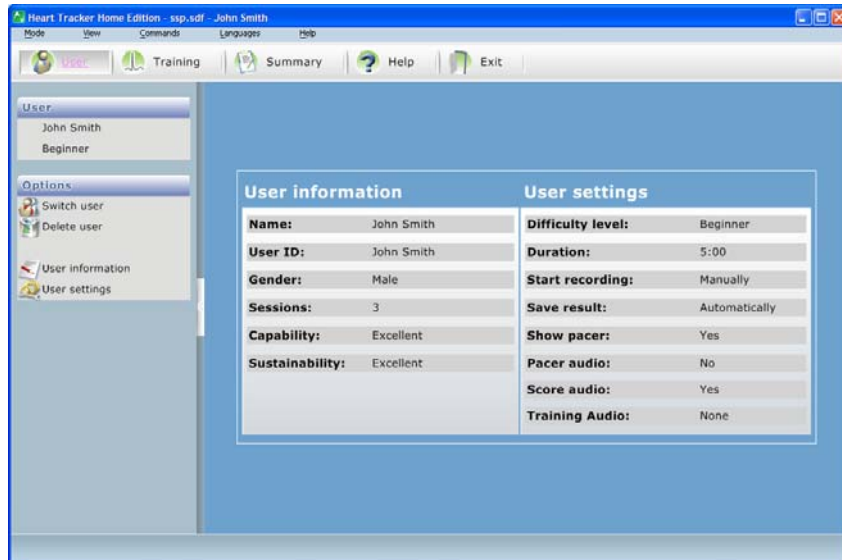 Heart Tracker Home Edition - ssp.sdf - John Smith
Mode View Commands Languages Help
User Training Summary Help Exit
User
John Smith
Beginner
Options
Switch user
Delete user
User information
User settings
User information
Name: John Smith
User ID: John Smith
Gender: Male
Sessions: 3
Capability: Excellent
Sustainability: Excellent
User settings
Difficulty level: Beginner
Duration: 5:00
Start recording: Manually
Save result: Automatically
Show pacer: Yes
Pacer audio: No
Score audio: Yes
Training Audio: None